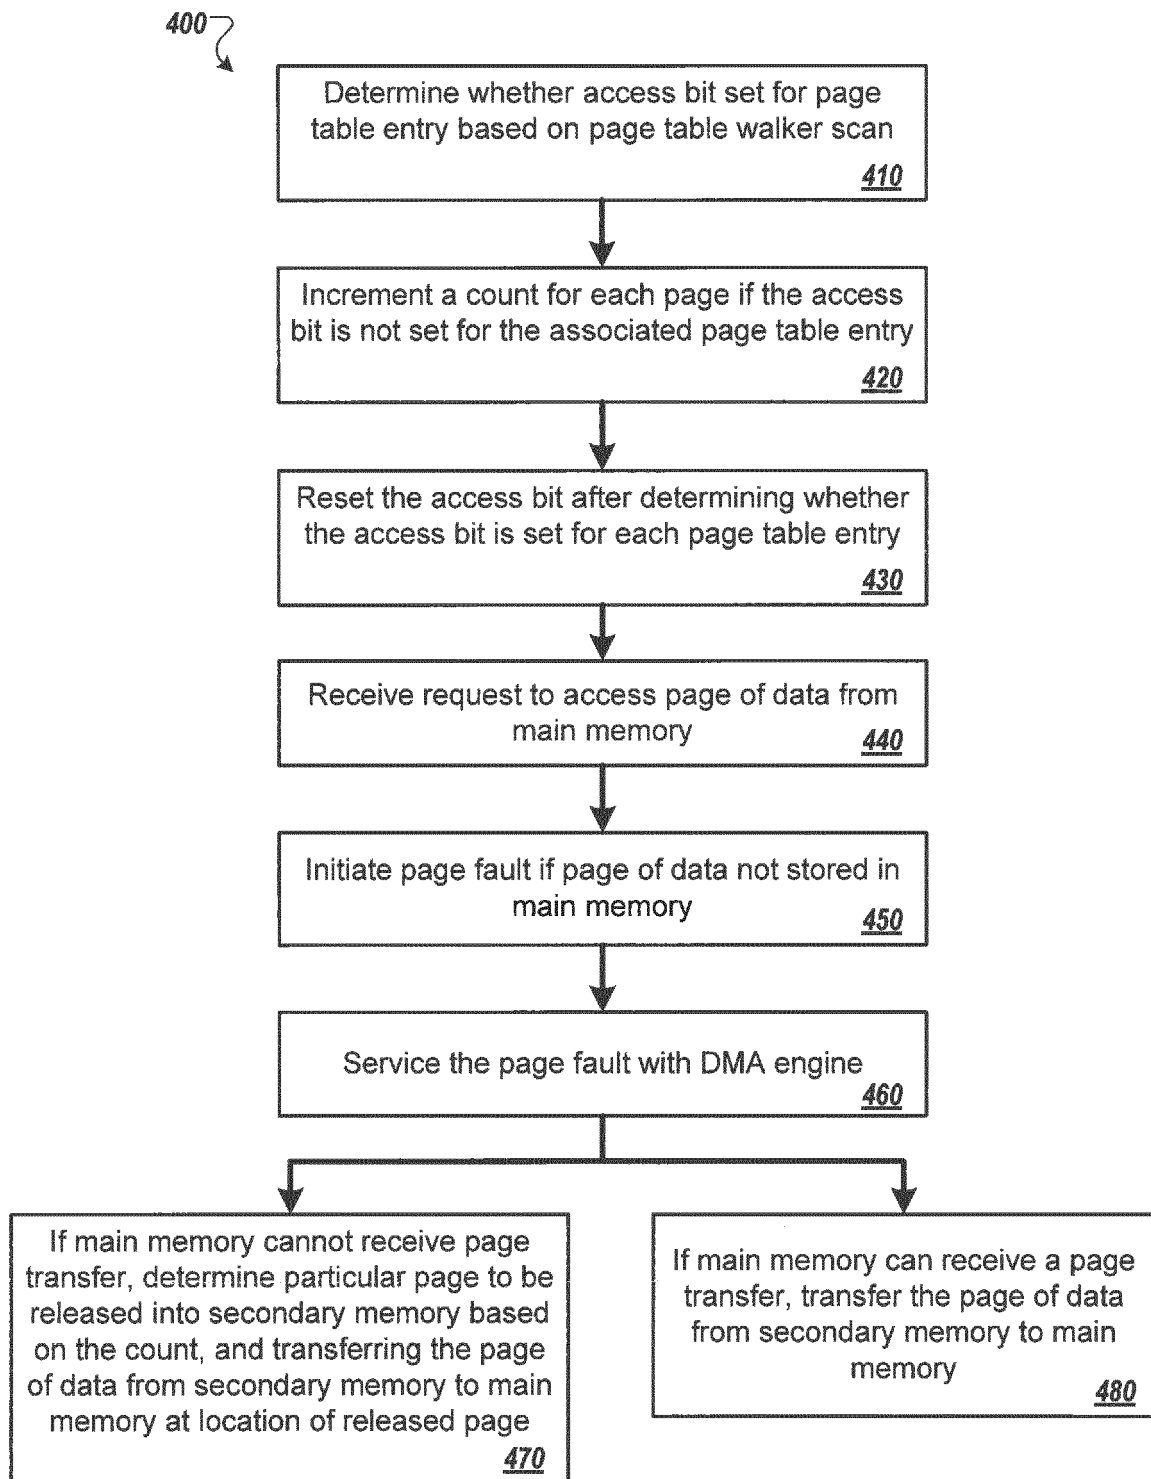 400
Determine whether access bit set for page
table entry based on page table walker scan
410
Increment a count for each page if the access
bit is not set for the associated page table entry
420
Reset the access bit after determining whether
the access bit is set for each page table entry
430
Receive request to access page of data from
main memory
440
Initiate page fault if page of data not stored in
main memory
450
Service the page fault with DMA engine
460
If main memory cannot receive page
transfer, determine particular page to be
released into secondary memory based
on the count, and transferring the page
of data from secondary memory to main
memory at location of released page
470
If main memory can receive a page
transfer, transfer the page of data
from secondary memory to main
memory
480